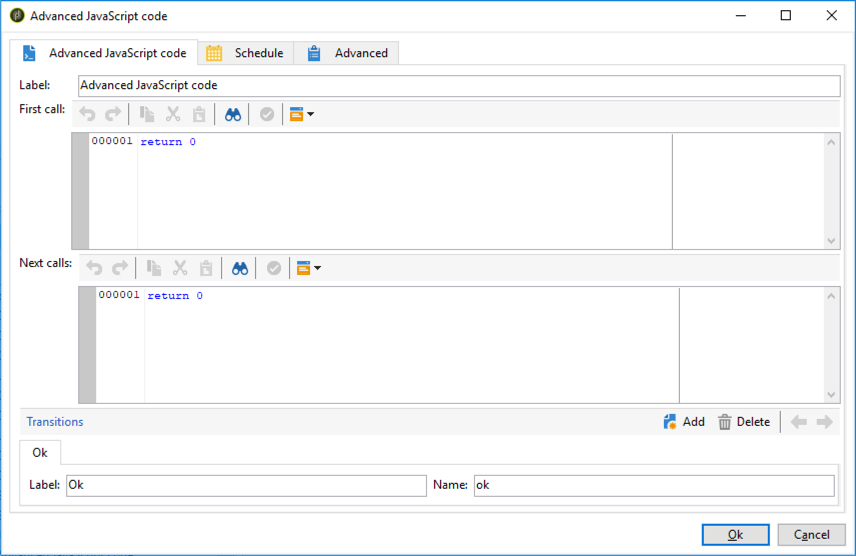 Advanced JavaScript code
Advanced JavaScript code Schedule Advanced
Label: Advanced JavaScript code
First call:
000001 return 0
Next calls:
000001 return 0
Transitions Add Delete
Ok
Label: Ok Name: ok
Ok Cancel